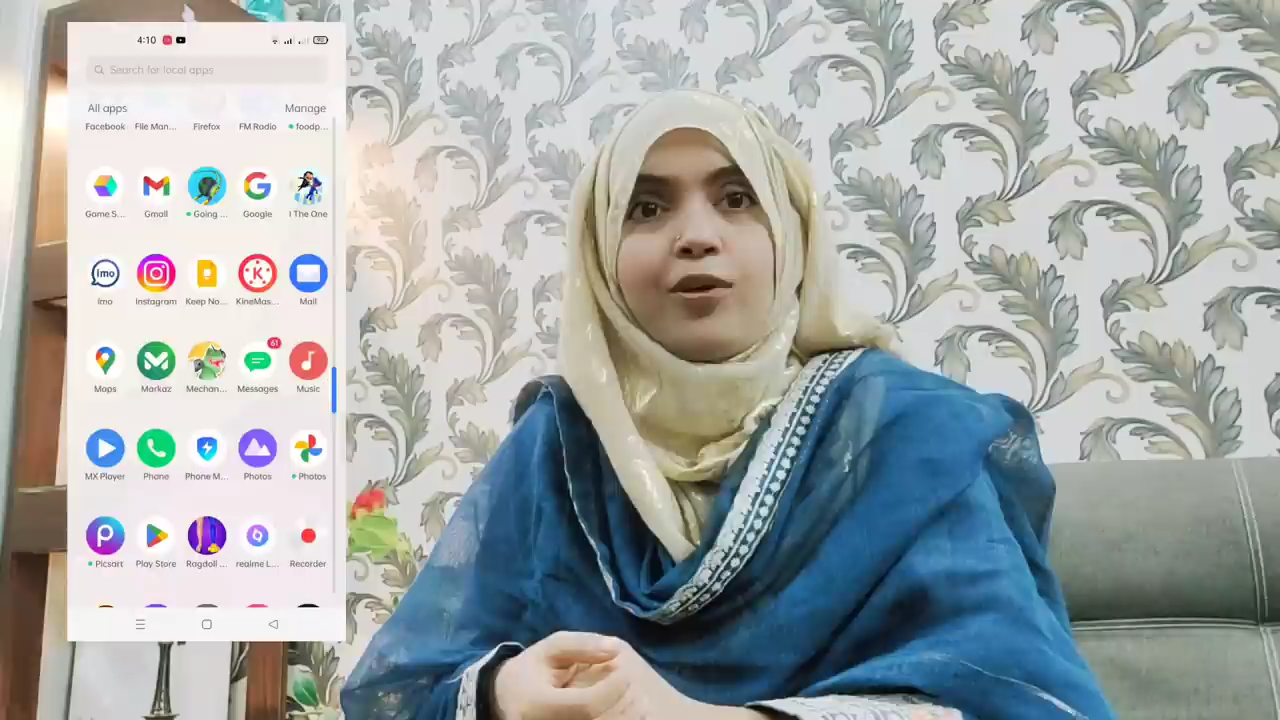 4:10
Search for local apps
All apps Manage
Facebook File Man... Firefox FM Radio foodp...
Game S... Gmail Going ... Google I The One
imo
K
Imo Instagram Keep No... KineMas... Mail
61
Maps Markaz Mechan... Messages Music
MX Player Phone Phone M... Photos Photos
Picsart Play Store Ragdoll ... realme L... Recorder